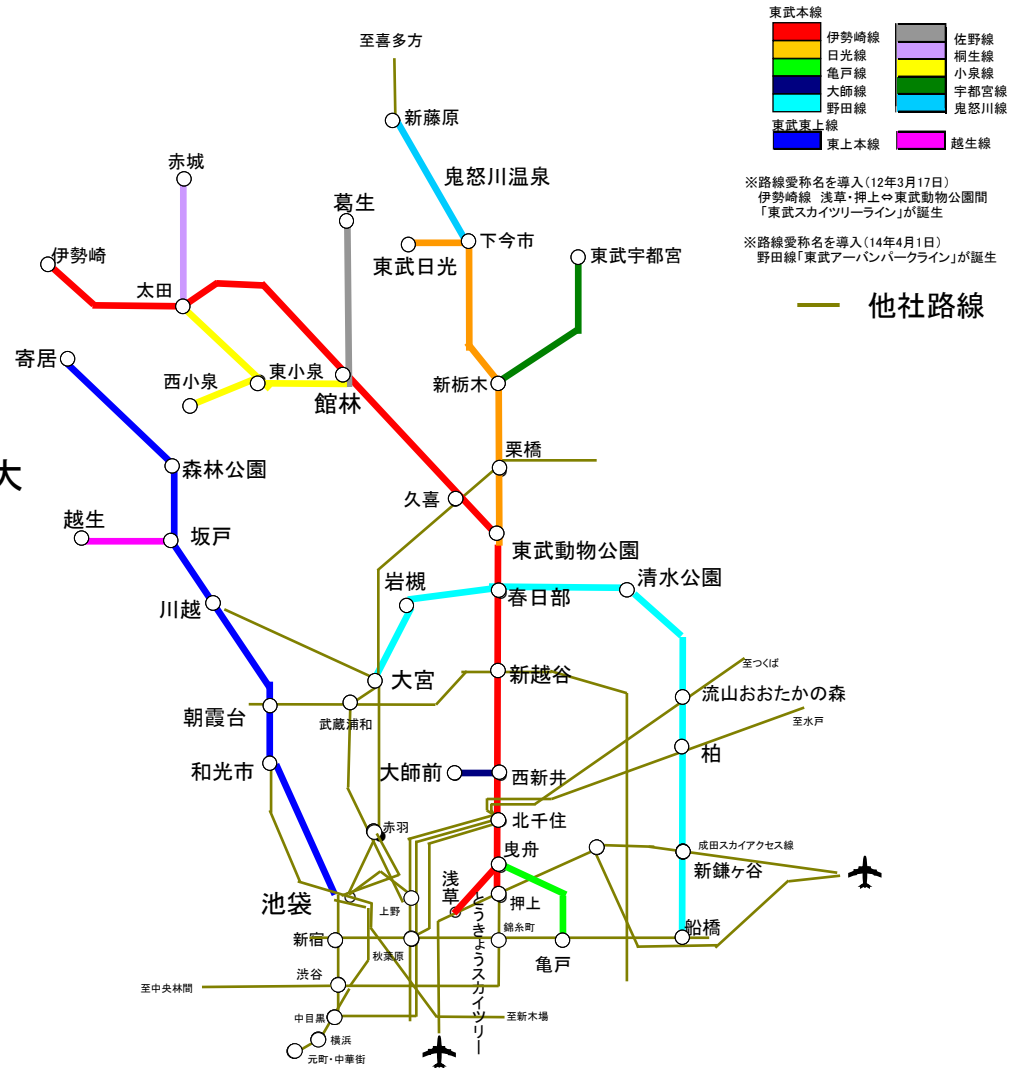 東武本線
伊勢崎線
日光線
亀戸線
大師線
野田線
佐野線
桐生線
小泉線
宇都宮線
鬼怒川線
東武東上線
東上本線
越生線
※路線愛称名を導入(12年3月17日)
伊勢崎線 浅草・押上⇔東武動物公園間
「東武スカイツリーライン」が誕生
※路線愛称名を導入(14年4月1日)
野田線「東武アーバンパークライン」が誕生
他社路線
至喜多方
新藤原
鬼怒川温泉
赤城
葛生
下今市
東武日光
東武宇都宮
伊勢崎
太田
寄居
西小泉
東小泉
館林
新栃木
栗橋
大
森林公園
久喜
越生
坂戸
東武動物公園
岩槻
春日部
清水公園
川越
大宮
新越谷
至つくば
流山おおたかの森
朝霞台
武蔵浦和
至水戸
柏
和光市
大師前
西新井
赤羽
北千住
曳舟
成田スカイアクセス線
新鎌ヶ谷
池袋
上野
浅草
押上
とうきょうスカイツリー
新宿
秋葉原
錦糸町
亀戸
船橋
渋谷
至中央林間
中目黒
至新木場
横浜
元町・中華街